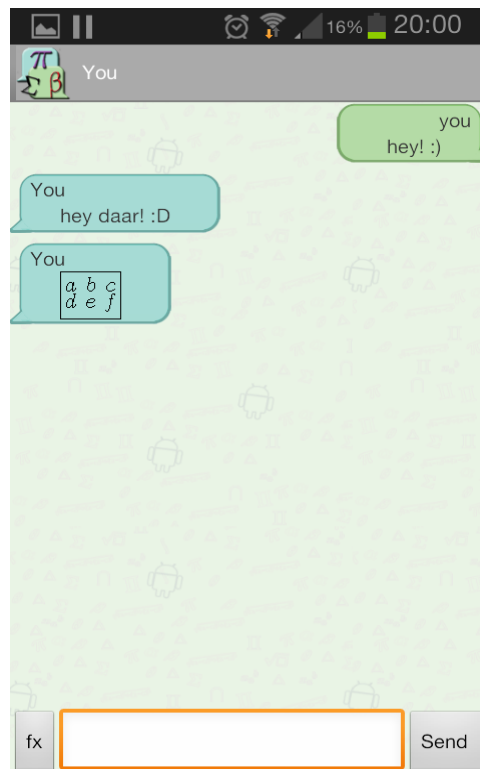 16% 20:00
π Σ β
You
you
hey! :)
You
hey daar! :D
You
a b c
d e f
fx
Send